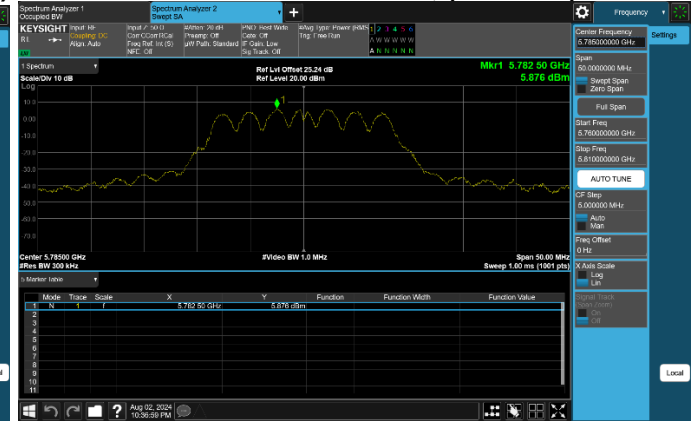 Spectrum Analyzer 1
Occupied BW
Spectrum Analyzer 2
Swept SA
+
Frequency
KEYSIGHT
R L
Input: RF
Coupling: DC
Align: Auto
Input Z: 50 Ω
Corr CCorr RCal
Freq Ref: Int (S)
NFE: Off
#Atten: 20 dB
Preamp: Off
µW Path: Standard
PNO: Best Wide
Gate: Off
IF Gain: Low
Sig Track: Off
#Avg Type: Power (RMS)
Trig: Free Run
1 2 3 4 5 6
A W W W W W
A N N N N N
1 Spectrum
Scale/Div 10 dB
Log
Ref Lvl Offset 25.24 dB
Ref Level 20.00 dBm
Mkr1 5.782 50 GHz
5.876 dBm
1
10.0
0.00
-10.0
-20.0
-30.0
-40.0
-50.0
-60.0
-70.0
Center 5.78500 GHz
#Res BW 300 kHz
#Video BW 1.0 MHz
Span 50.00 MHz
Sweep 1.00 ms (1001 pts)
5 Marker Table
Mode Trace Scale X Y Function Function Width Function Value
1 N 1 f 5.782 50 GHz 5.876 dBm
2
3
4
5
6
7
8
9
10
11
Center Frequency
5.785000000 GHz
Settings
Span
50.0000000 MHz
Swept Span
Zero Span
Full Span
Start Freq
5.760000000 GHz
Stop Freq
5.810000000 GHz
AUTO TUNE
CF Step
5.000000 MHz
Auto
Man
Freq Offset
0 Hz
X Axis Scale
Log
Lin
Signal Track
(Span Zoom)
On
Off
Local
?
Aug 02, 2024
10:36:59 PM